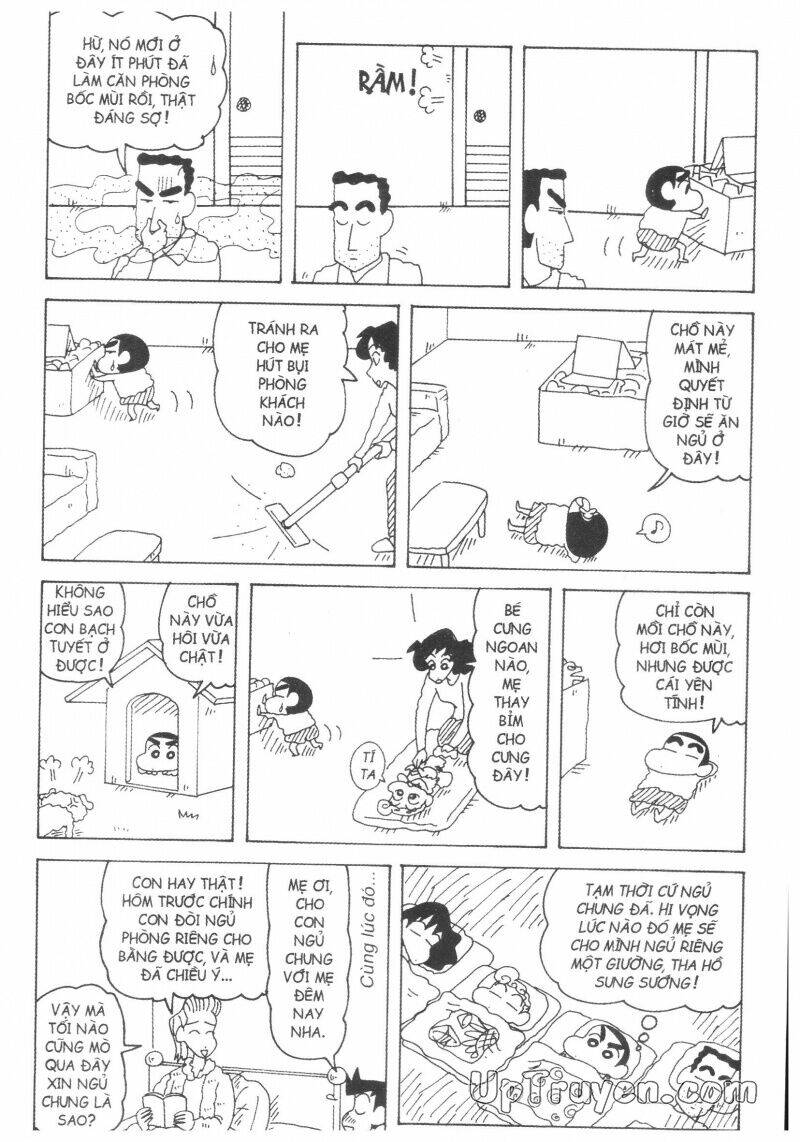 HỪ, NÓ MỚI Ở
ĐÂY ÍT PHÚT ĐÃ
LÀM CĂN PHÒNG
BỐC MÙI RỒI, THẬT
ĐÁNG SỢ!
RẦM!
TRÁNH RA
CHO MẸ
HÚT BỤI
PHÒNG
KHÁCH
NÀO!
CHỖ NÀY
MÁT MẺ,
MÌNH
QUYẾT
ĐỊNH TỪ
GIỜ SẼ ĂN
NGỦ Ở
ĐÂY!
KHÔNG
HIỂU SAO
CON BẠCH
TUYẾT Ở
ĐƯỢC!
CHỖ
NÀY VỪA
HÔI VỪA
CHẬT!
BÉ
CƯNG
NGOAN
NÀO,
MẸ
THAY
BỈM
CHO
CƯNG
ĐÂY!
TÍ
TA
CHỈ CÒN
MỖI CHỖ NÀY,
HƠI BỐC MÙI,
NHƯNG ĐƯỢC
CÁI YÊN
TĨNH!
CON HAY THẬT!
HÔM TRƯỚC CHÍNH
CON ĐÒI NGỦ
PHÒNG RIÊNG CHO
BẰNG ĐƯỢC, VÀ MẸ
ĐÃ CHIỀU Ý...
VẬY MÀ
TỐI NÀO
CŨNG MÒ
QUA ĐÂY
XIN NGỦ
CHUNG LÀ
SAO?
MẸ ƠI,
CHO
CON
NGỦ
CHUNG
VỚI MẸ
ĐÊM
NAY
NHA.
Cùng lúc đó...
TẠM THỜI CỨ NGỦ
CHUNG ĐÃ. HI VỌNG
LÚC NÀO ĐÓ MẸ SẼ
CHO MÌNH NGỦ RIÊNG
MỘT GIƯỜNG, THA HỒ
SUNG SƯỚNG!
UpTruyen.com